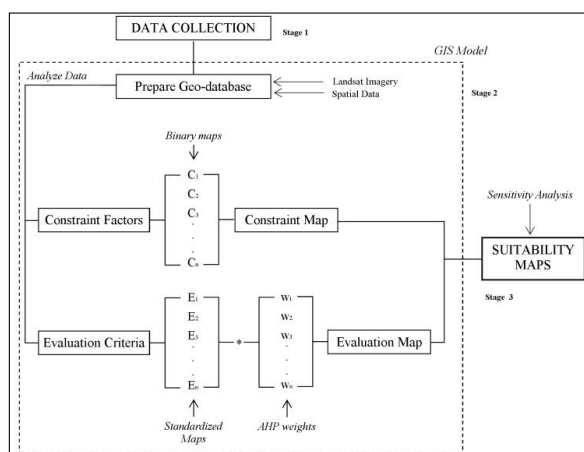 DATA COLLECTION
Stage 1
GIS Model
Analyze Data
Prepare Geo-database
Landsat Imagery
Spatial Data
Stage 2
Binary maps
C1
C2
C3
.
.
.
Cn
Constraint Factors
Constraint Map
Sensitivity Analysis
SUITABILITY
MAPS
Stage 3
Evaluation Criteria
E1
E2
E3
.
.
.
En
*
w1
w2
w3
.
.
.
wn
Evaluation Map
Standardized
Maps
AHP weights